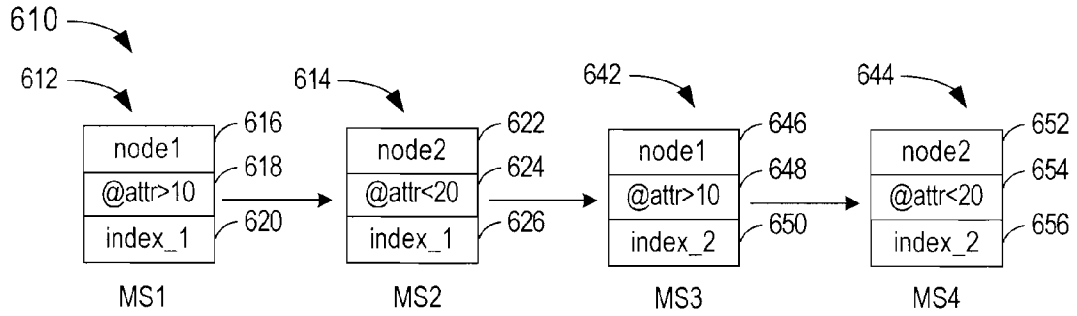 610
612
614
642
644
616
622
646
652
node1
node2
node1
node2
618
624
648
654
@attr>10
@attr<20
@attr>10
@attr<20
620
626
650
656
index_1
index_1
index_2
index_2
MS1
MS2
MS3
MS4